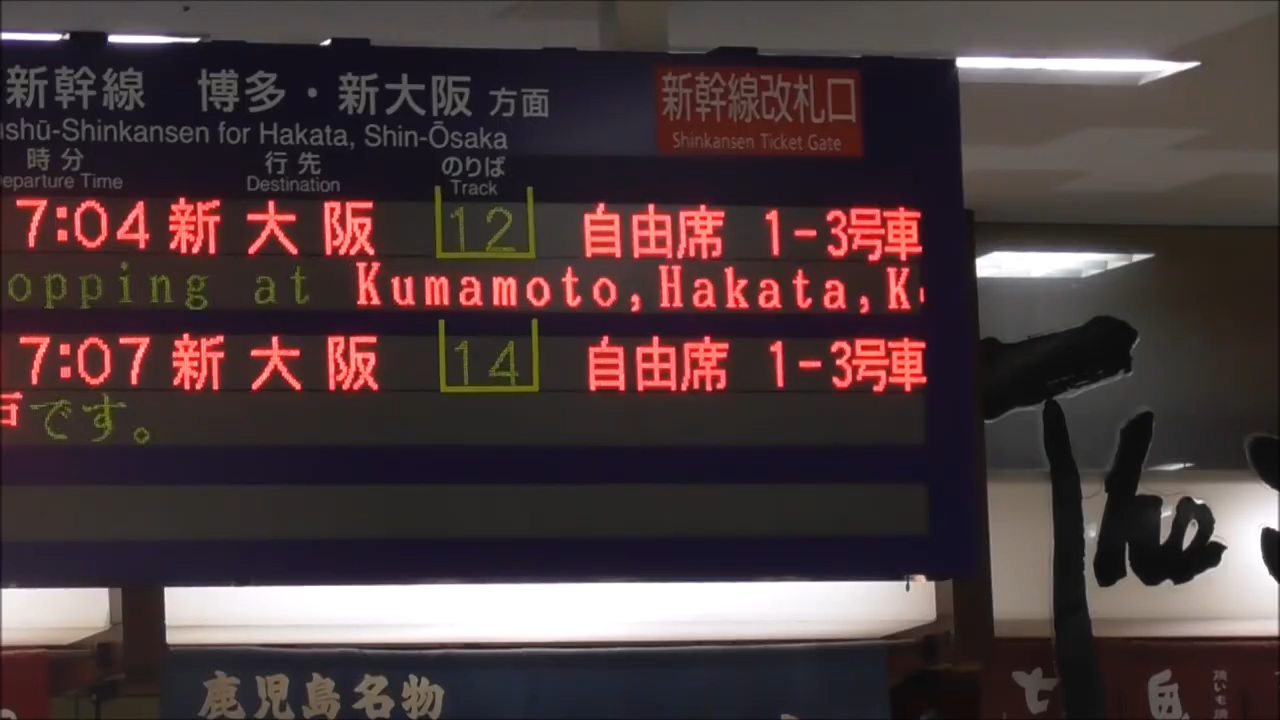 新幹線 博多・新大阪 方面
新幹線改札口
shū-Shinkansen for Hakata, Shin-Ōsaka
Shinkansen Ticket Gate
時分 行先 のりば
eparture Time Destination Track
7:04 新大阪 12 自由席 1-3号車
opping at Kumamoto,Hakata,K
7:07 新大阪 14 自由席 1-3号車
戸です。
The
鹿児島名物